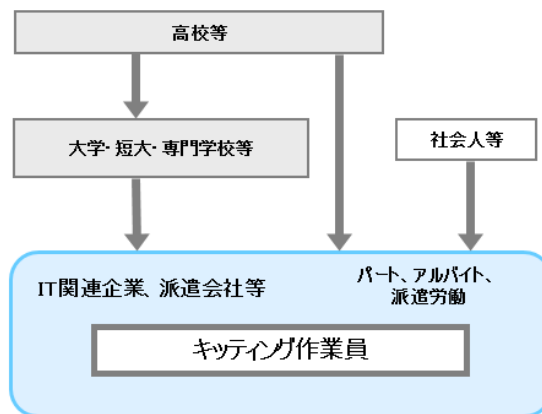 高校等
大学・短大・専門学校等
社会人等
IT関連企業、派遣会社等
パート、アルバイト、
派遣労働
キッティング作業員